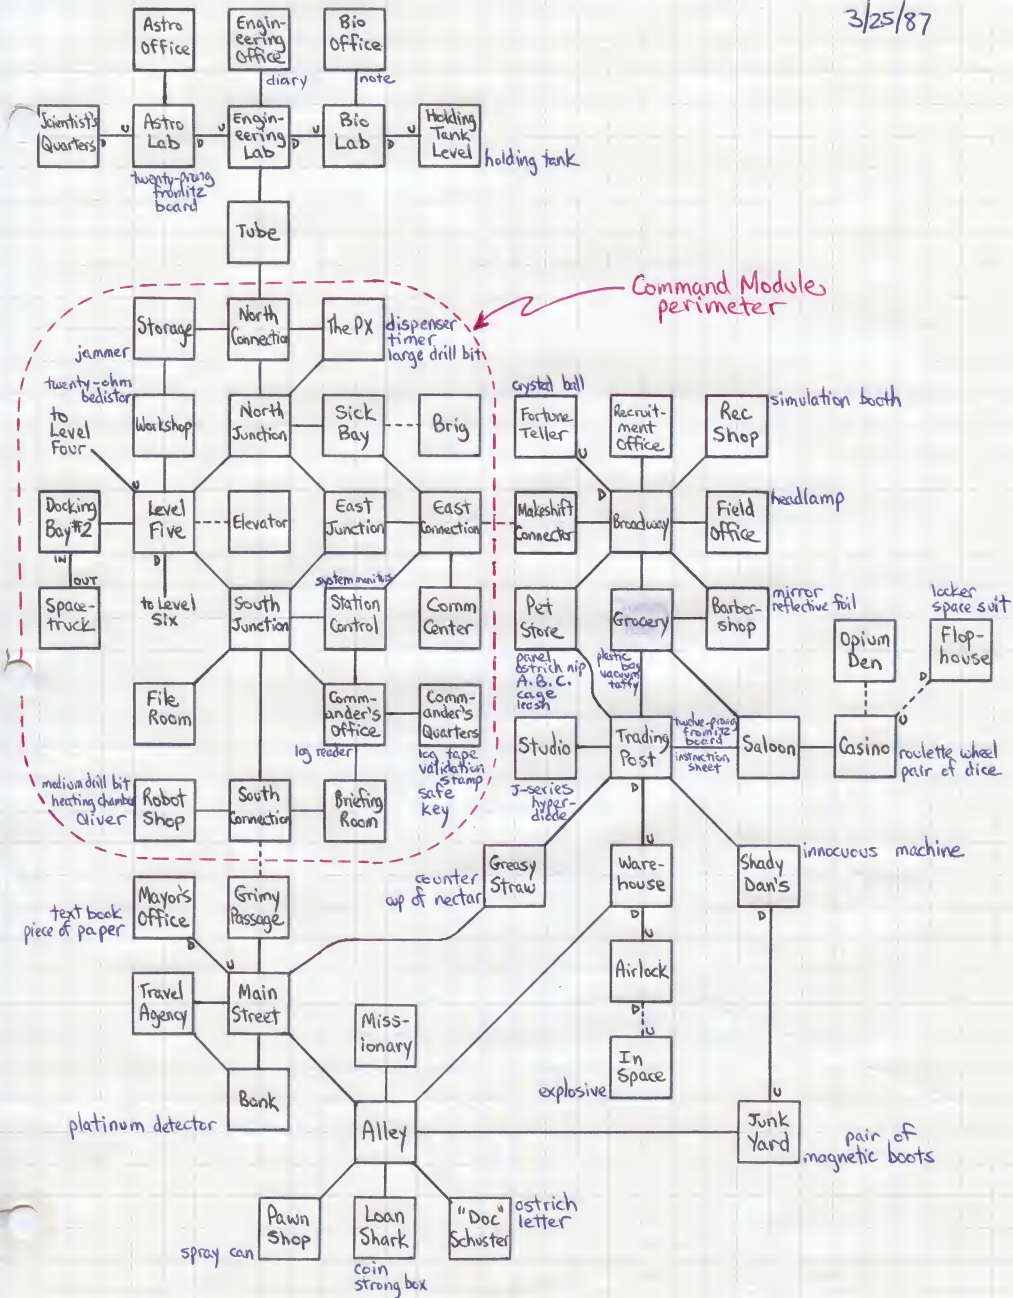 3/25/87
Astro
Office
Engin-
eering
Office
Bio
Office
diary
note
Scientist's
Quarters
U
D
Astro
Lab
U
D
Engin-
eering
Lab
U
D
Bio
Lab
U
D
Holding
Tank
Level
holding tank
twenty-prong
fromitz
board
Tube
Command Module
perimeter
Storage
North
Connection
The PX
dispenser
timer
large drill bit
jammer
twenty-ohm
bedistor
to
Level
Four
Workshop
North
Junction
Sick
Bay
Brig
crystal ball
Fortune
Teller
U
D
Recruit-
ment
Office
Rec
Shop
simulation booth
Docking
Bay #2
U
Level
Five
D
Elevator
East
Junction
East
Connection
Makeshift
Connector
Broadway
Field
Office
headlamp
IN
OUT
Space-
truck
to Level
Six
South
Junction
system monitors
Station
Control
Comm
Center
Pet
Store
Grocery
Barber-
shop
mirror
reflective foil
locker
space suit
Opium
Den
Flop-
house
panel
ostrich nip
A.B.C.
cage
leash
plastic
bag
vacuum
taffy
File
Room
Comm-
ander's
Office
Comm-
ander's
Quarters
log reader
log tape
validation
stamp
safe
key
Studio
Trading
Post
twelve-prong
fromitz
board
instruction
sheet
Saloon
Casino
D
U
roulette wheel
pair of dice
J-series
hyper-
diode
medium drill bit
heating chamber
Oliver
Robot
Shop
South
Connection
Briefing
Room
D
U
Greasy
Straw
counter
cup of nectar
Ware-
house
D
Shady
Dan's
D
innocuous machine
Mayor's
Office
D
U
text book
piece of paper
Grimy
Passage
U
Airlock
D
U
Travel
Agency
Main
Street
Miss-
ionary
In
Space
explosive
Bank
platinum detector
Alley
U
Junk
Yard
pair of
magnetic boots
Pawn
Shop
spray can
Loan
Shark
coin
strong box
"Doc"
Schuster
ostrich
letter